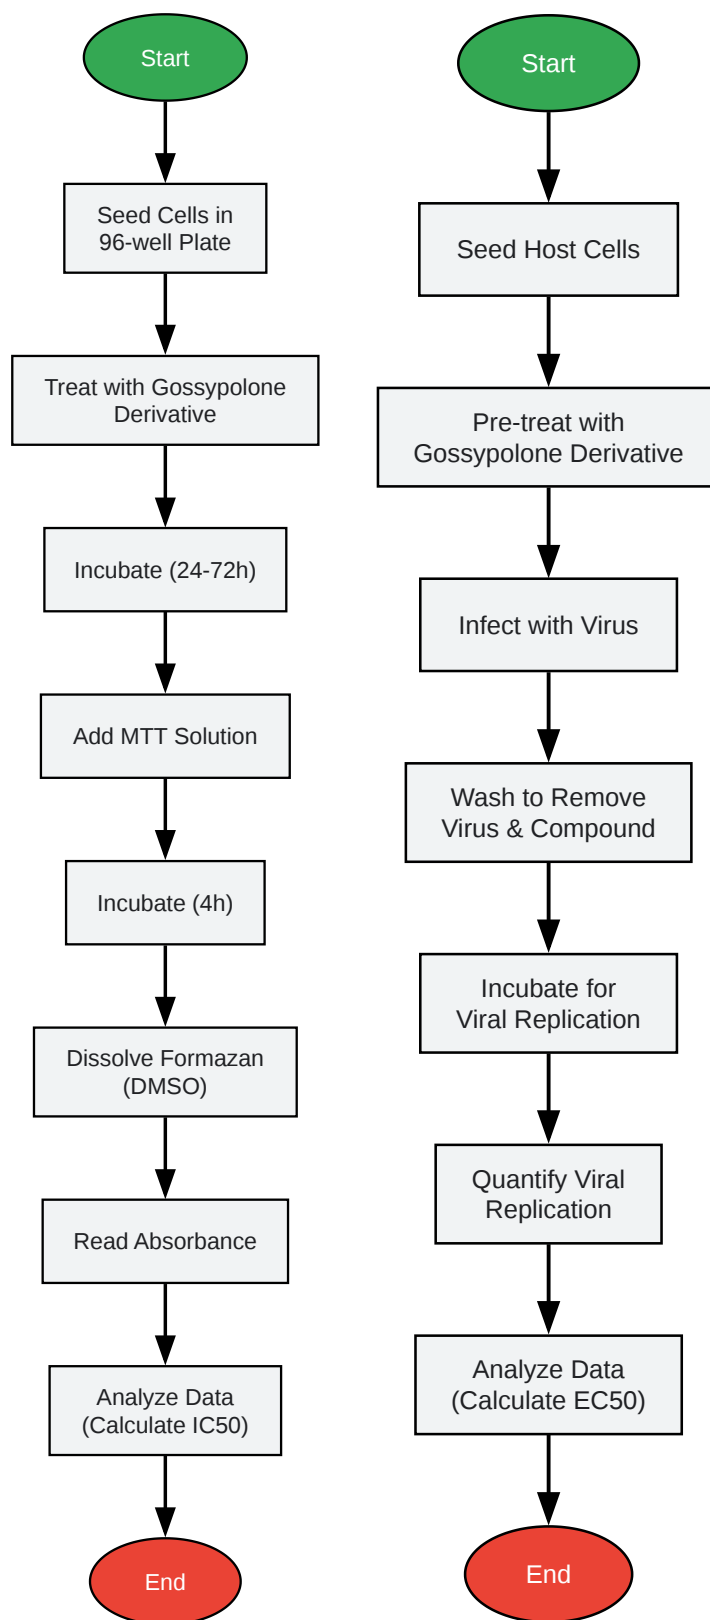 Start
Seed Cells in
96-well Plate
Treat with Gossypolone
Derivative
Incubate (24-72h)
Add MTT Solution
Incubate (4h)
Dissolve Formazan
(DMSO)
Read Absorbance
Analyze Data
(Calculate IC50)
End
Start
Seed Host Cells
Pre-treat with
Gossypolone Derivative
Infect with Virus
Wash to Remove
Virus & Compound
Incubate for
Viral Replication
Quantify Viral
Replication
Analyze Data
(Calculate EC50)
End